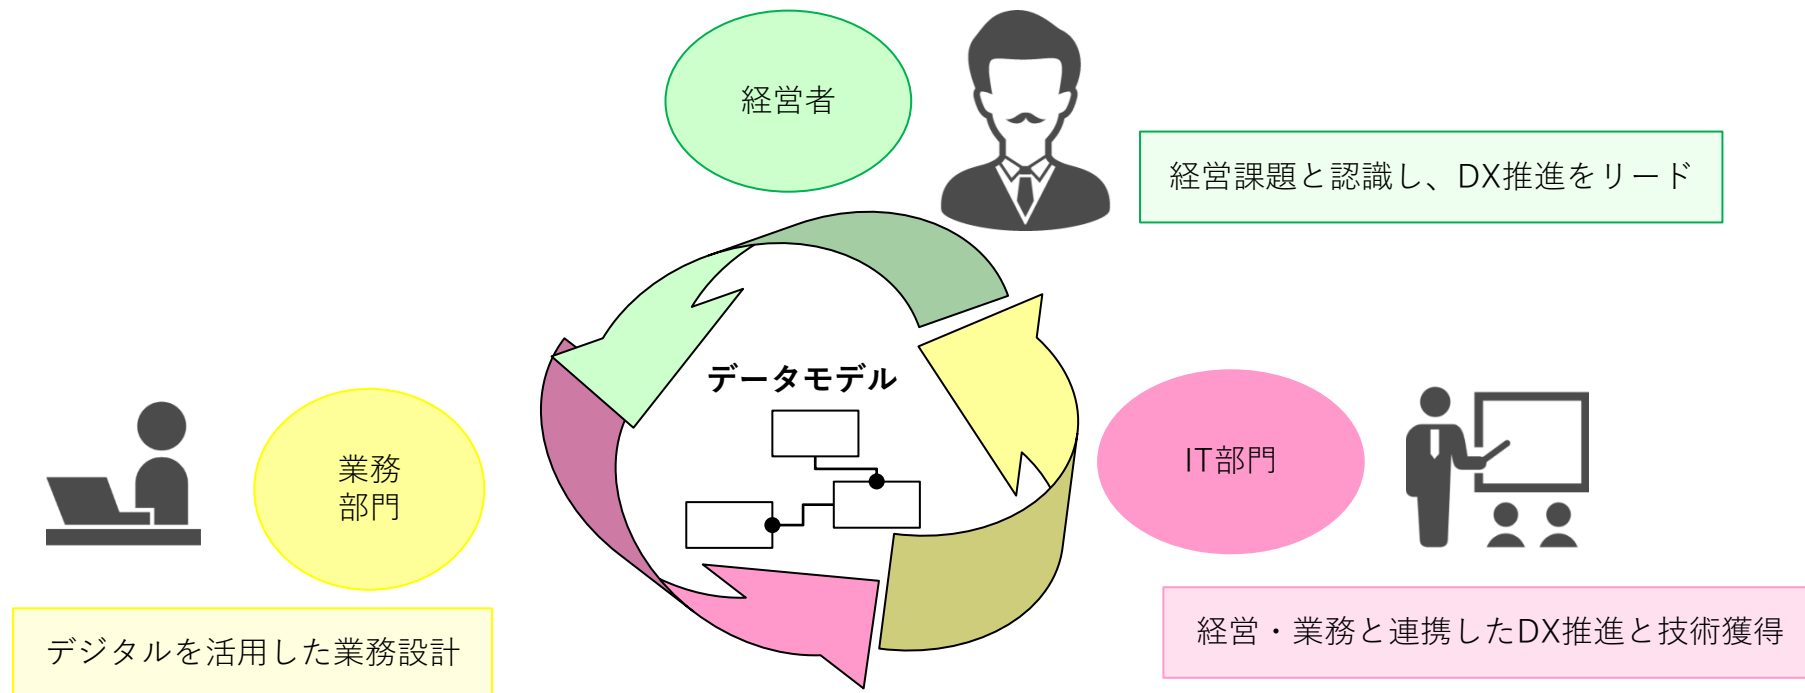 経営者
経営課題と認識し、DX推進をリード
データモデル
業務
部門
IT部門
デジタルを活用した業務設計
経営・業務と連携したDX推進と技術獲得